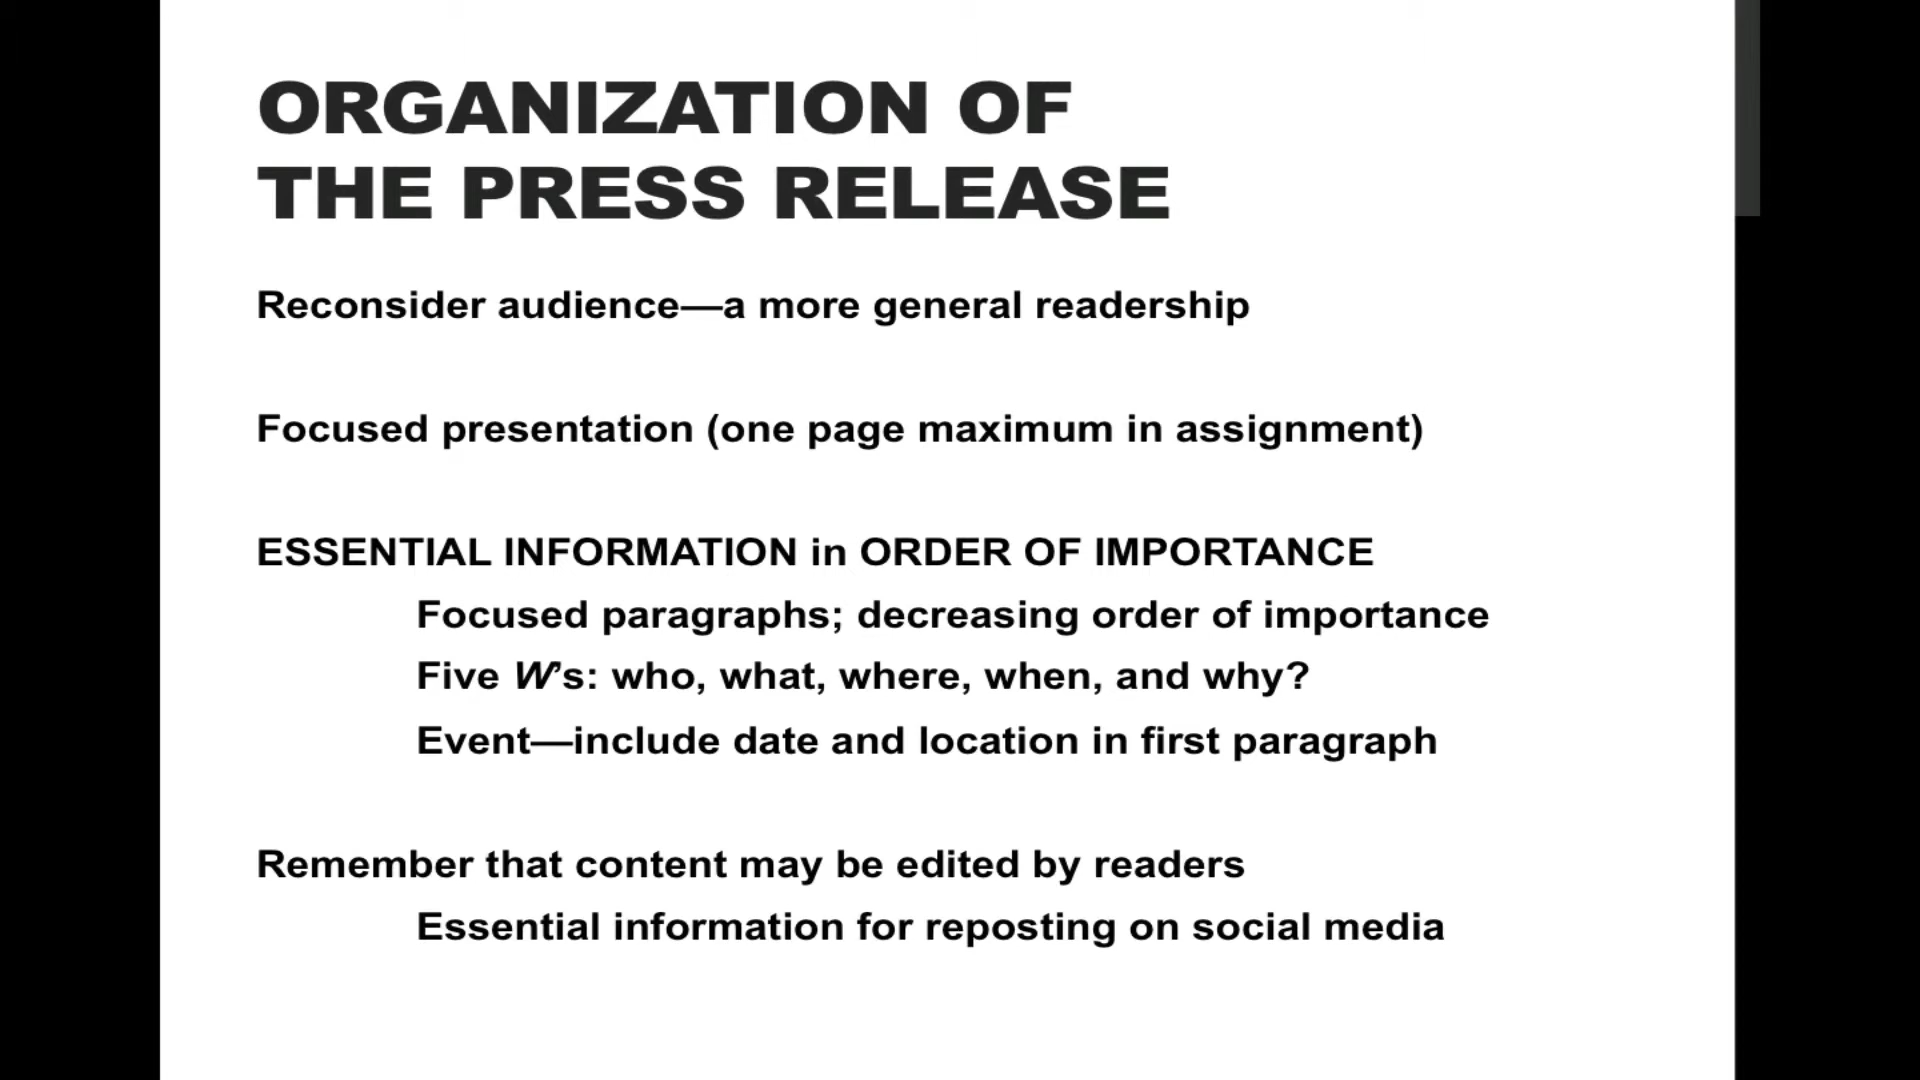 ORGANIZATION OF
THE PRESS RELEASE
Reconsider audience—a more general readership
Focused presentation (one page maximum in assignment)
ESSENTIAL INFORMATION in ORDER OF IMPORTANCE
Focused paragraphs; decreasing order of importance
Five W’s: who, what, where, when, and why?
Event—include date and location in first paragraph
Remember that content may be edited by readers
Essential information for reposting on social media